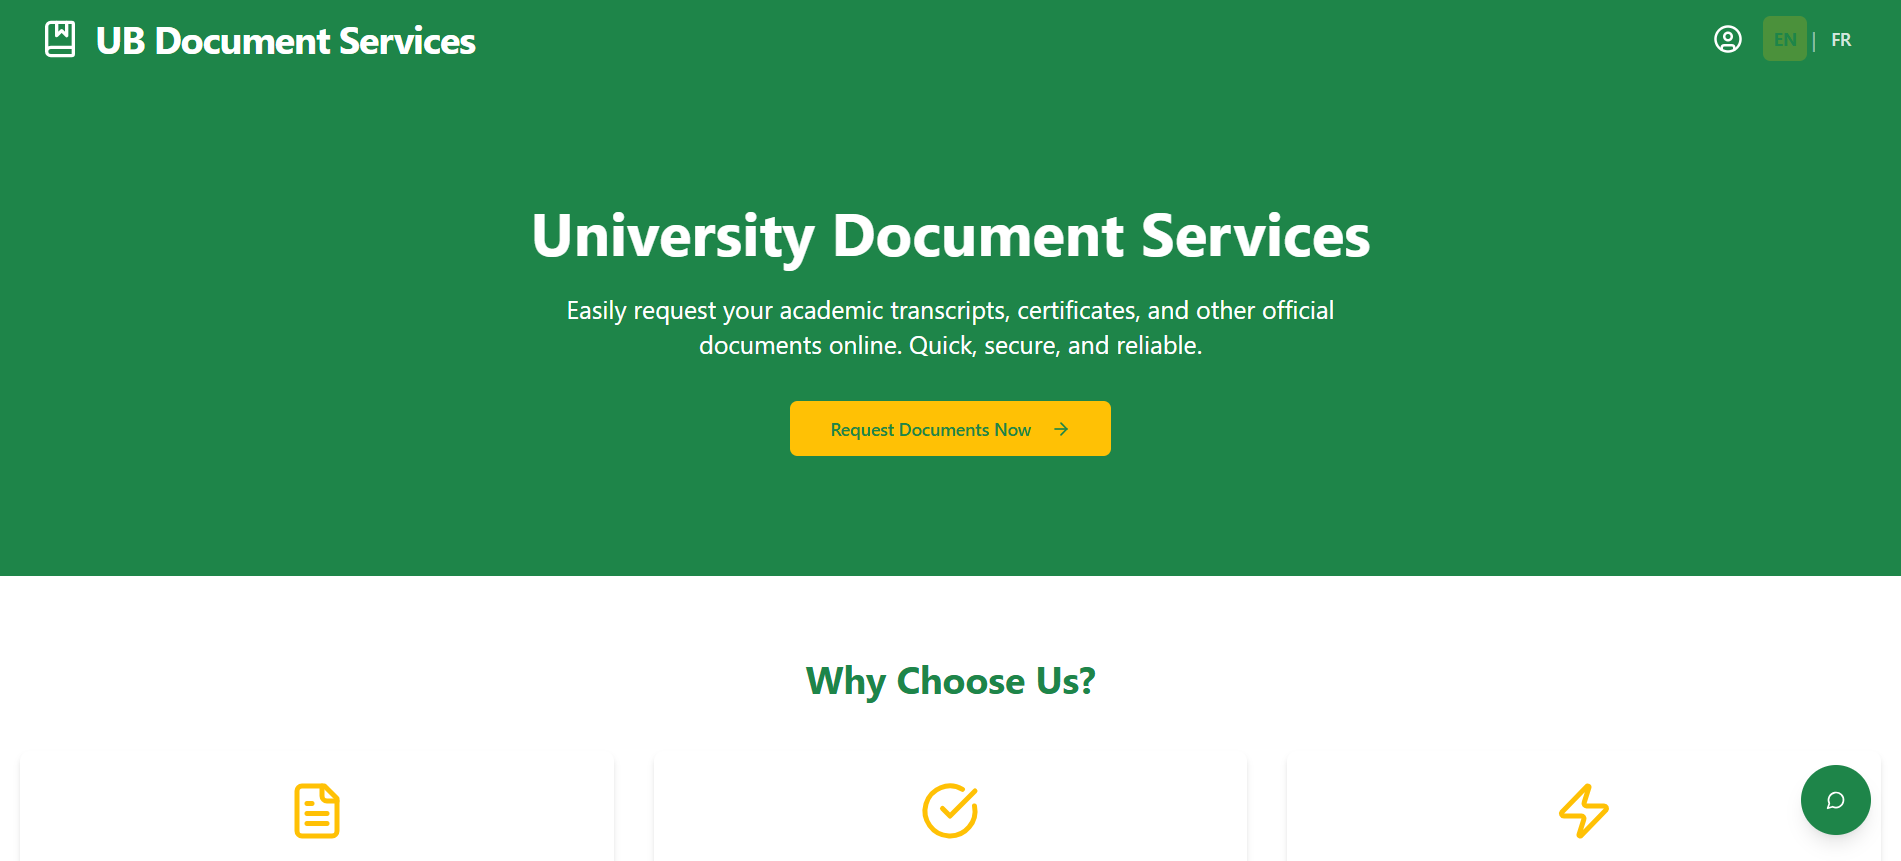 UB Document Services
EN | FR
University Document Services
Easily request your academic transcripts, certificates, and other official
documents online. Quick, secure, and reliable.
Request Documents Now
Why Choose Us?